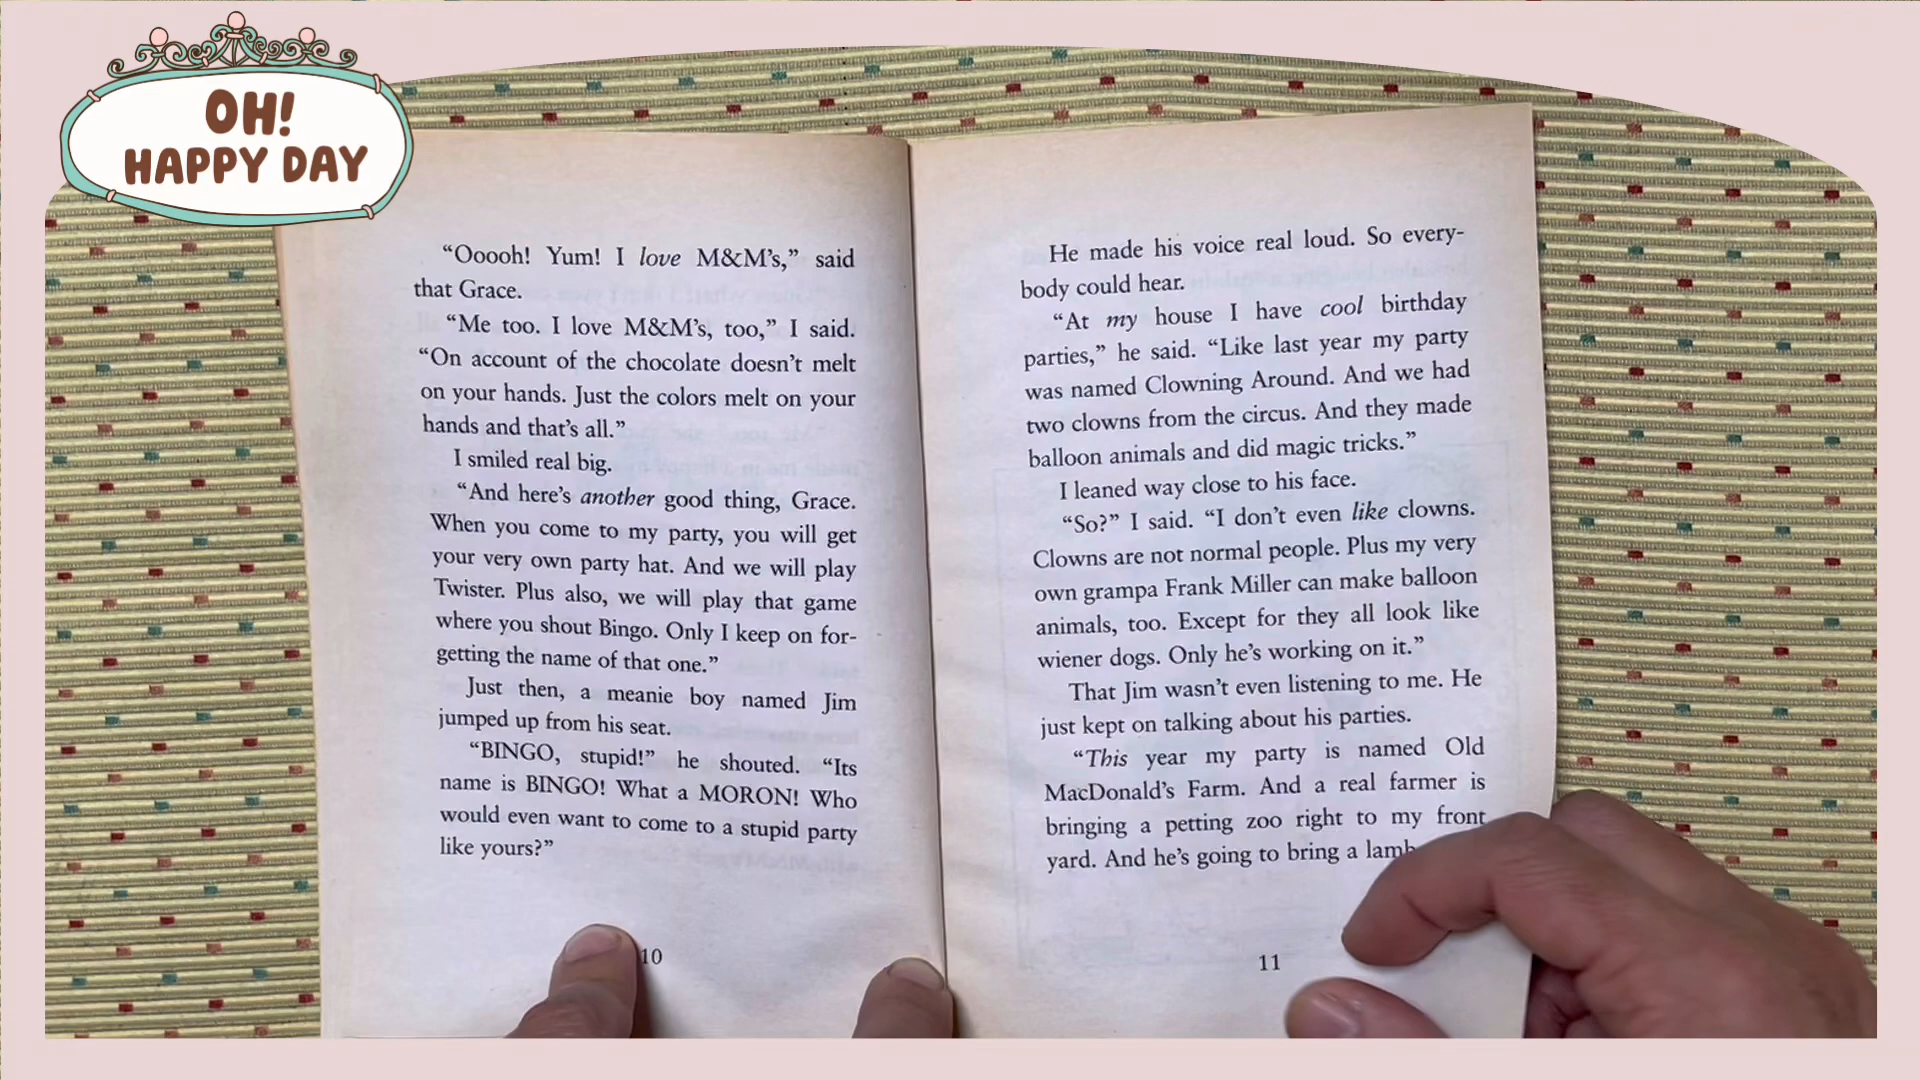 OH!
HAPPY DAY
“Ooooh! Yum! I love M&M’s,” said
that Grace.
“Me too. I love M&M’s, too,” I said.
“On account of the chocolate doesn’t melt
on your hands. Just the colors melt on your
hands and that’s all.”
I smiled real big.
“And here’s another good thing, Grace.
When you come to my party, you will get
your very own party hat. And we will play
Twister. Plus also, we will play that game
where you shout Bingo. Only I keep on for-
getting the name of that one.”
Just then, a meanie boy named Jim
jumped up from his seat.
“BINGO, stupid!” he shouted. “Its
name is BINGO! What a MORON! Who
would even want to come to a stupid party
like yours?”
10
He made his voice real loud. So every-
body could hear.
“At my house I have cool birthday
parties,” he said. “Like last year my party
was named Clowning Around. And we had
two clowns from the circus. And they made
balloon animals and did magic tricks.”
I leaned way close to his face.
“So?” I said. “I don’t even like clowns.
Clowns are not normal people. Plus my very
own grampa Frank Miller can make balloon
animals, too. Except for they all look like
wiener dogs. Only he’s working on it.”
That Jim wasn’t even listening to me. He
just kept on talking about his parties.
“This year my party is named Old
MacDonald’s Farm. And a real farmer is
bringing a petting zoo right to my front
yard. And he’s going to bring a lamb
11